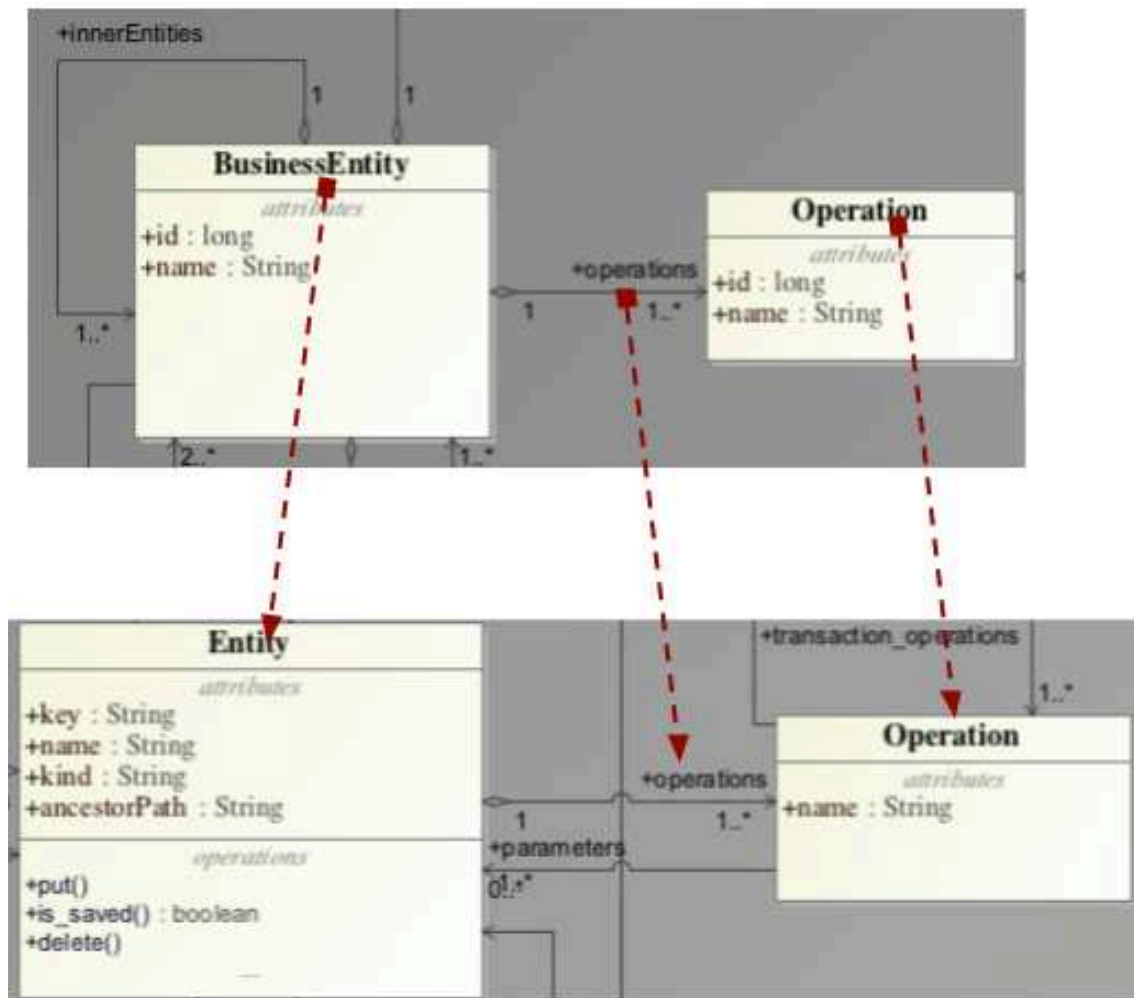 +innerEntities
1
1
BusinessEntity
attributes
+id : long
+name : String
1..*
2..*
1..*
+operations
1
1..*
Operation
attributes
+id : long
+name : String
Entity
attributes
+key : String
+name : String
+kind : String
+ancestorPath : String
operations
+put()
+is_saved() : boolean
+delete()
+transaction_operations
1..*
+operations
1
1..*
+parameters
Operation
attributes
+name : String